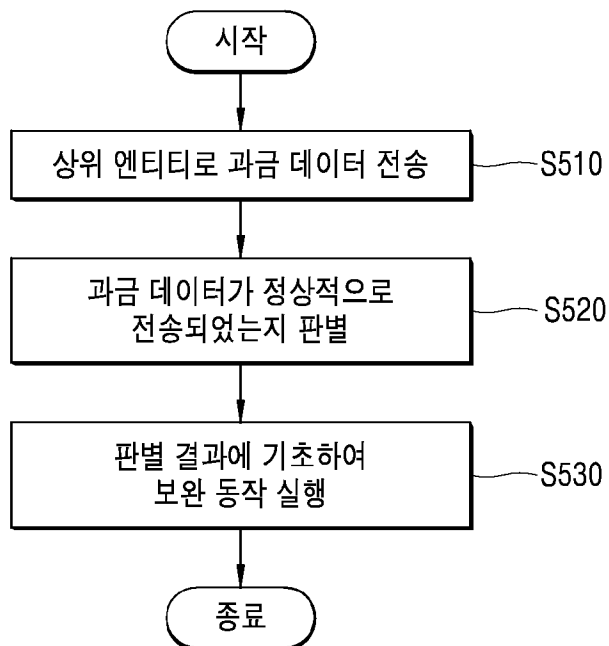 시작
상위 엔티티로 과금 데이터 전송
S510
과금 데이터가 정상적으로
전송되었는지 판별
S520
판별 결과에 기초하여
보완 동작 실행
S530
종료